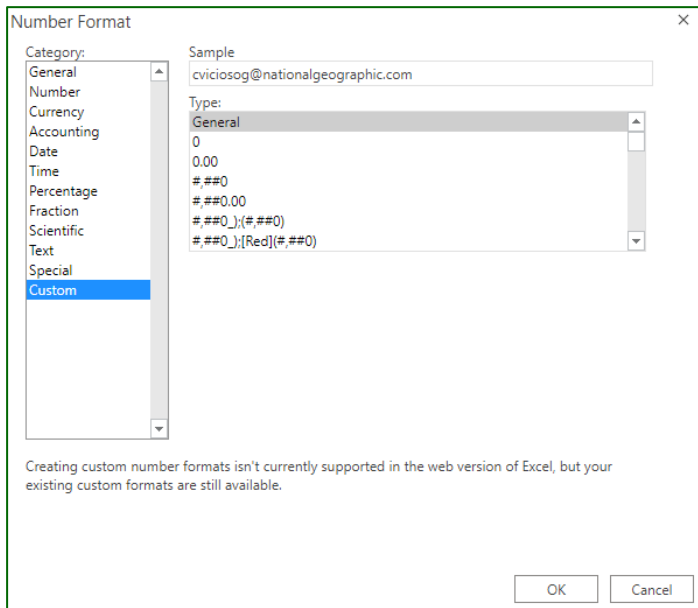 Number Format
Category:
General
Number
Currency
Accounting
Date
Time
Percentage
Fraction
Scientific
Text
Special
Custom
Sample
cviciosog@nationalgeographic.com
Type:
General
0
0.00
#,##0
#,##0.00
#,##0_);(#,##0)
#,##0_);[Red](#,##0)
Creating custom number formats isn't currently supported in the web version of Excel, but your
existing custom formats are still available.
OK
Cancel